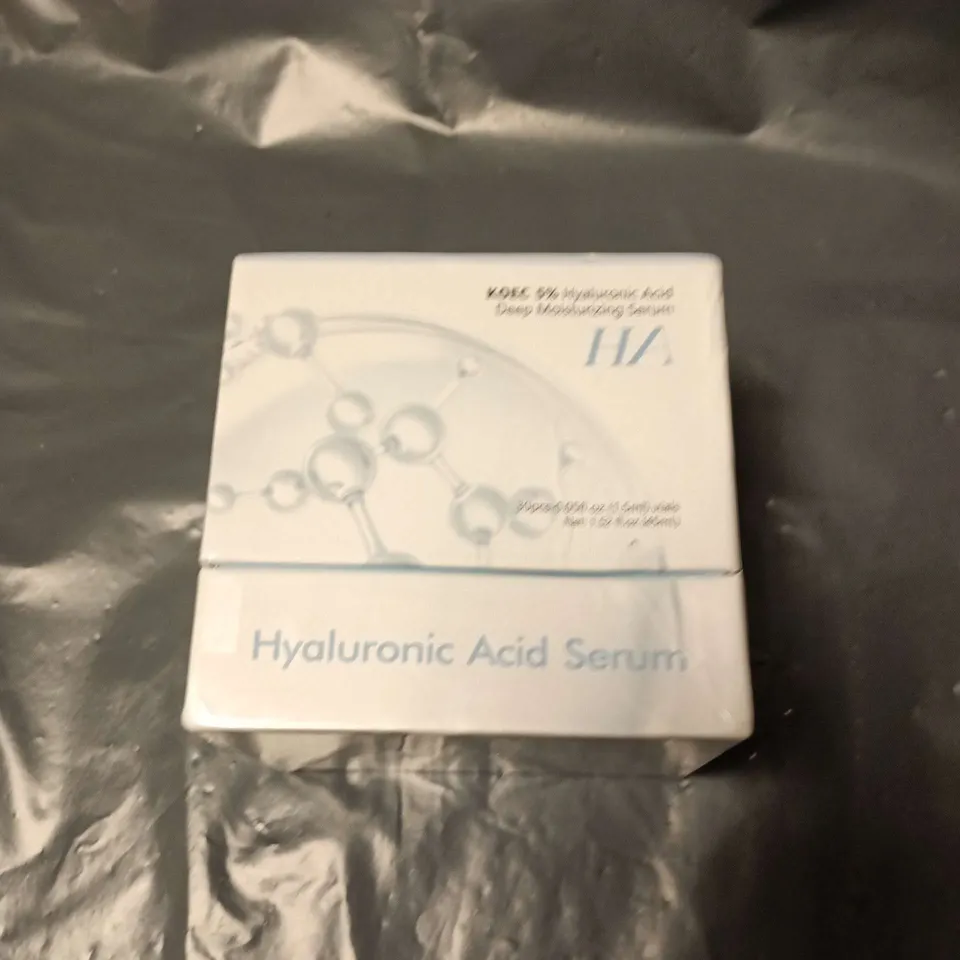 KOEC 5% Hyaluronic Acid
Deep Moisturizing Serum
HA
Hyaluronic Acid Serum